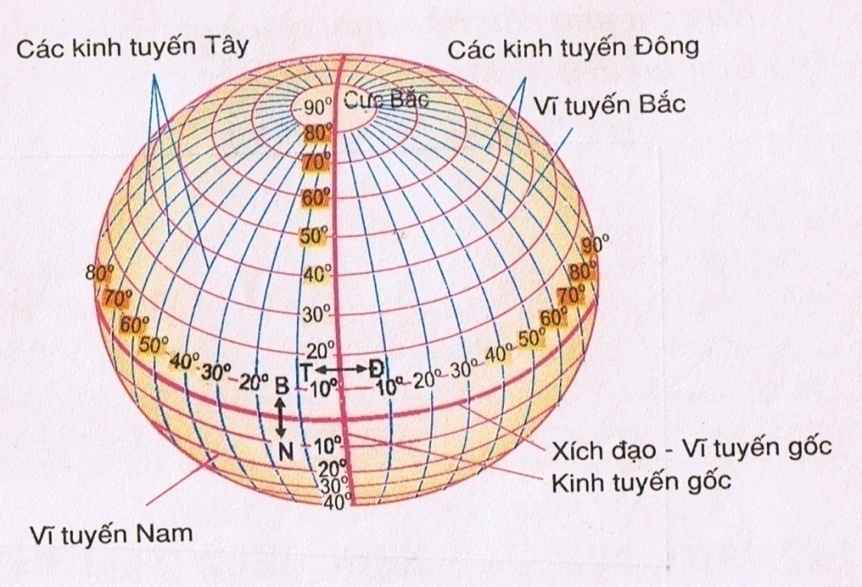 Các kinh tuyến Tây
Các kinh tuyến Đông
Vĩ tuyến Bắc
90° Cực Bắc
80°
70°
60°
50°
40°
30°
20°
10°
T Đ
B
N
80°
70°
60°
50°
40°
30°
20°
10°
20°
30°
40°
50°
60°
70°
80°
90°
10°
20°
30°
40°
Xích đạo - Vĩ tuyến gốc
Kinh tuyến gốc
Vĩ tuyến Nam